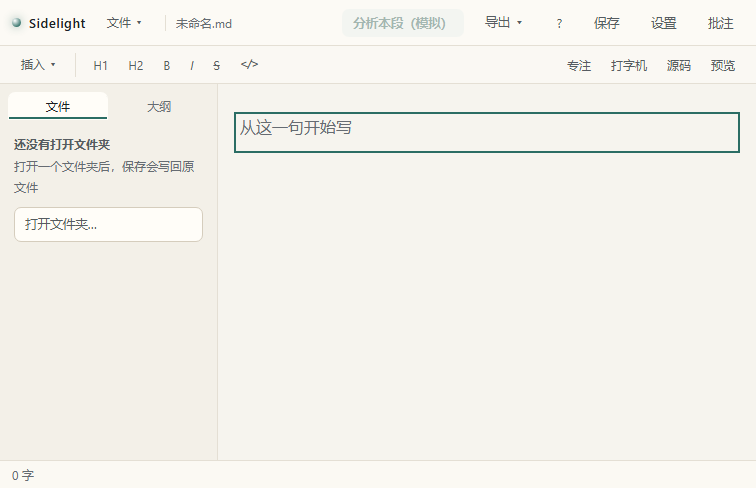 Sidelight 文件 ▾ 未命名.md 分析本段（模拟） 导出 ▾ ? 保存 设置 批注
插入 ▾ H1 H2 B I S </> 专注 打字机 源码 预览
文件 大纲
还没有打开文件夹
打开一个文件夹后，保存会写回原
文件
打开文件夹...
从这一句开始写
0 字